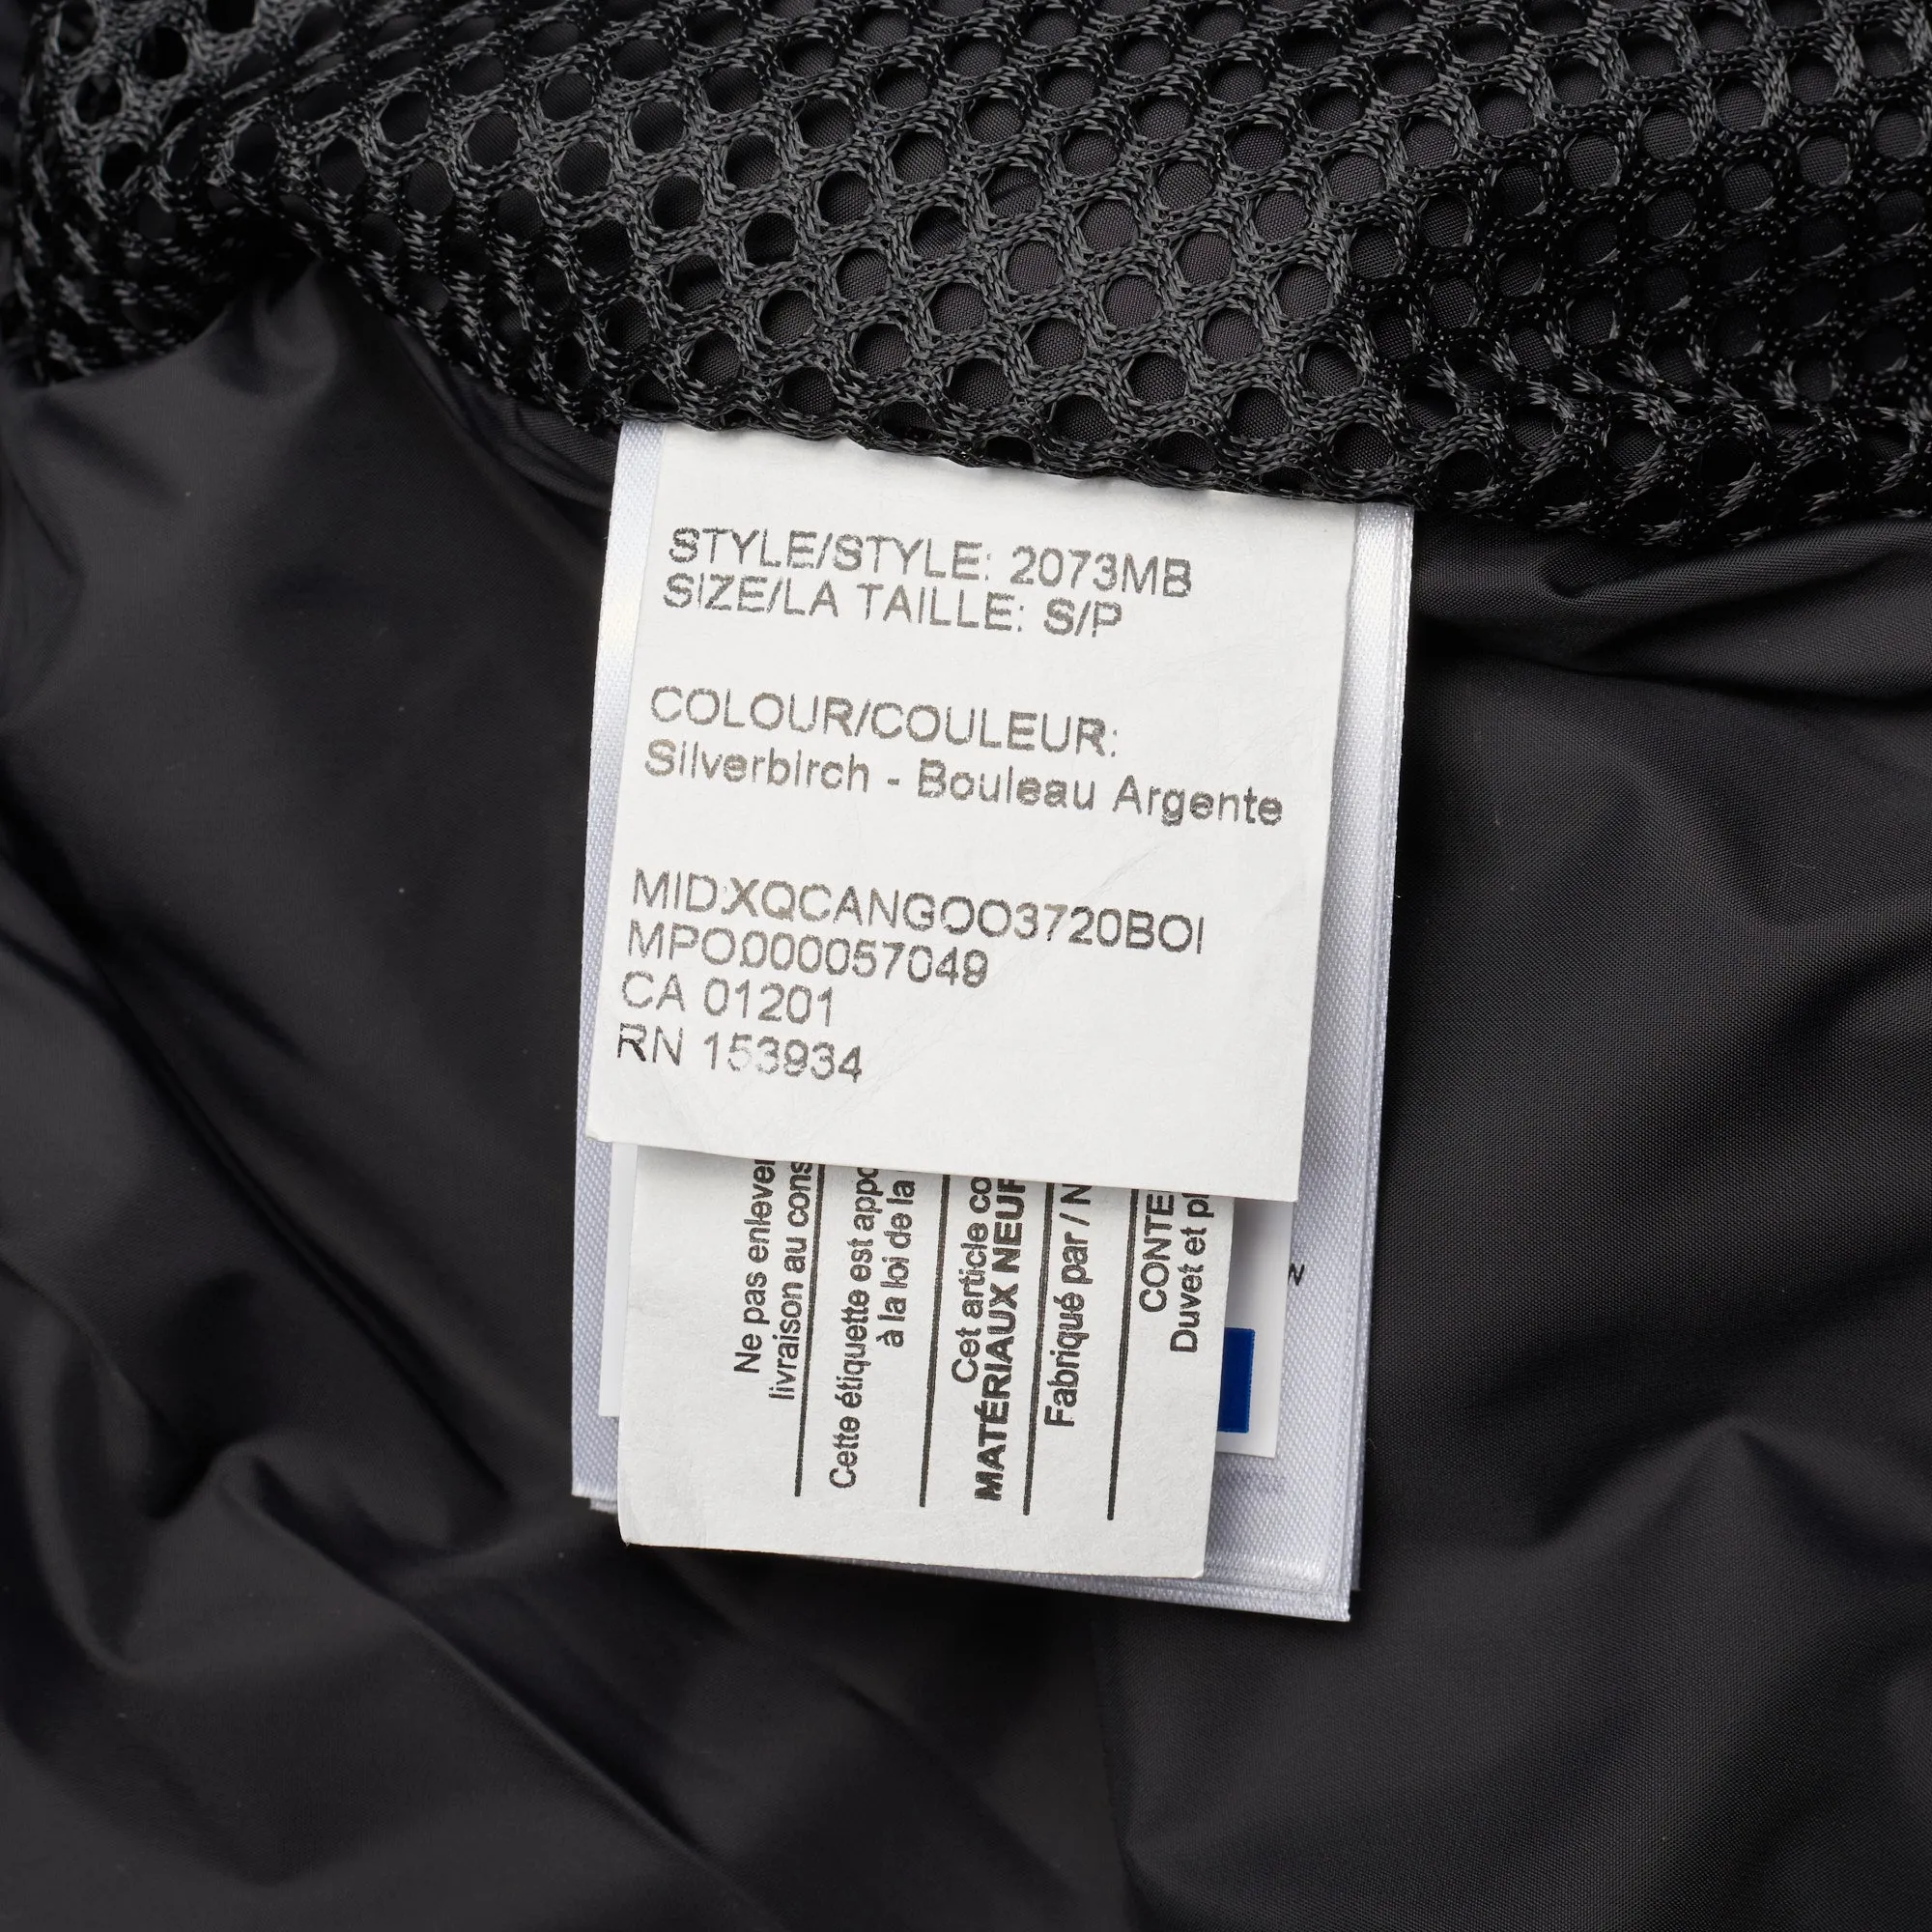 STYLE/STYLE: 2073MB
SIZE/LA TAILLE: S/P
COLOUR/COULEUR:
Silverbirch - Bouleau Argente
MID:XQCANGOO3720BOI
MPO000057049
CA 01201
RN 153934
Ne pas enlever
livraison au cons
Cette étiquette est appo
à la loi de la
Cet article co
MATÉRIAUX NEUF
Fabriqué par / N
CONTE
Duvet et pl